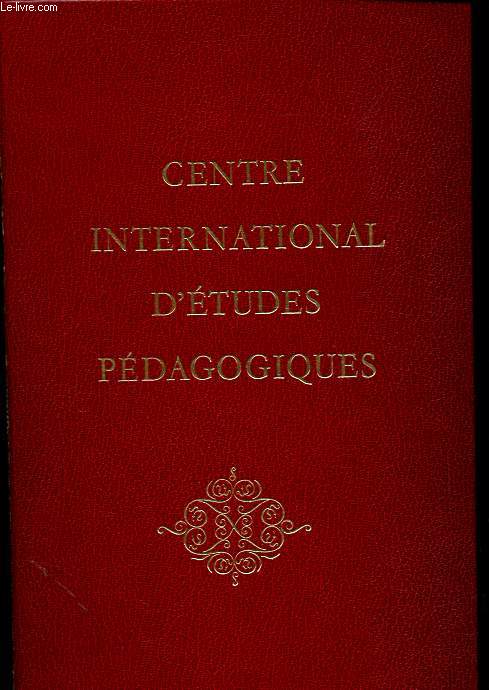 Le-livre.com
CENTRE
INTERNATIONAL
D'ÉTUDES
PÉDAGOGIQUES